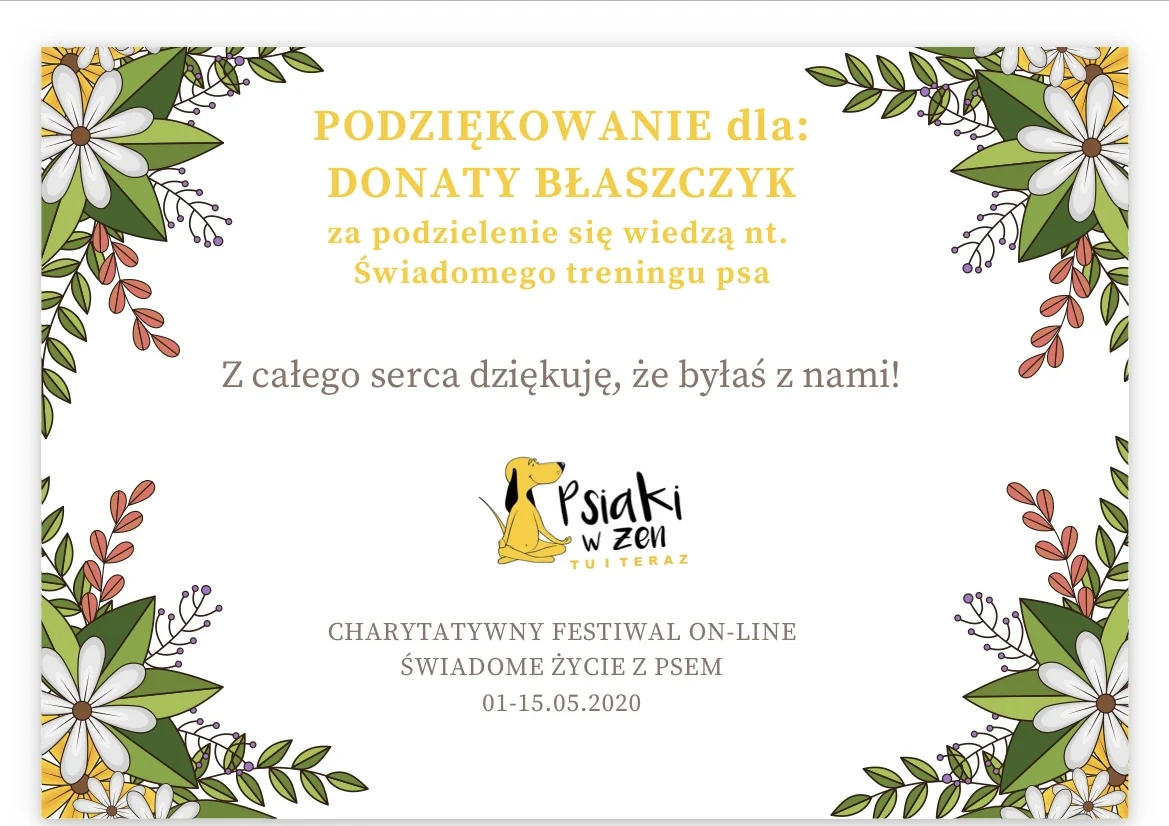 PODZIĘKOWANIE dla:
DONATY BŁASZCZYK
za podzielenie się wiedzą nt.
Świadomego treningu psa
Z całego serca dziękuję, że byłaś z nami!
Psiaki
w zen
TU I TERAZ
CHARYTATYWNY FESTIWAL ON-LINE
ŚWIADOME ŻYCIE Z PSEM
01-15.05.2020